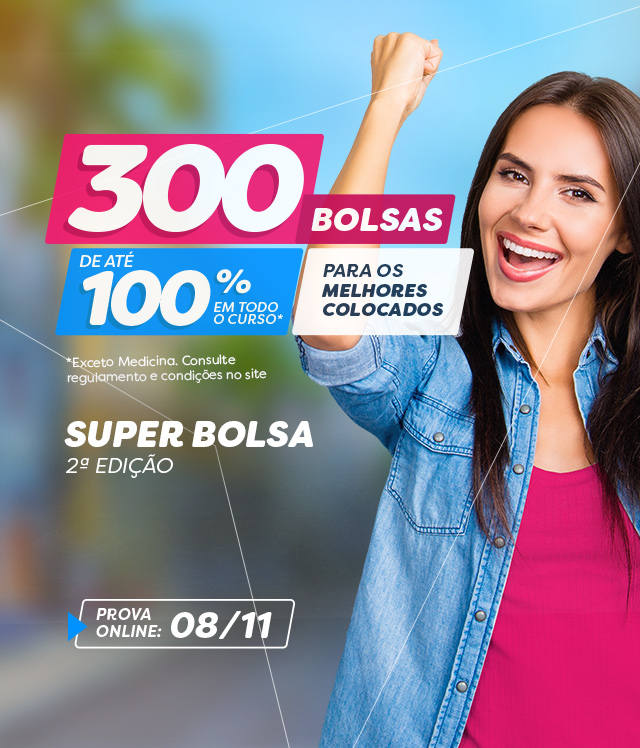 300
BOLSAS
DE ATÉ
100%
EM TODO
O CURSO*
PARA OS
MELHORES
COLOCADOS
*Exceto Medicina. Consulte
regulamento e condições no site
SUPER BOLSA
2ª EDIÇÃO
PROVA
ONLINE: 08/11